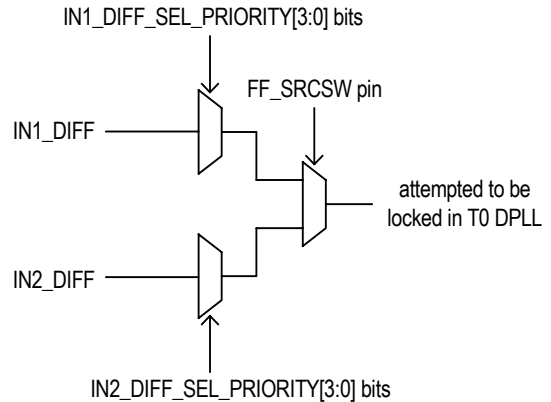 IN1_DIFF_SEL_PRIORITY[3:0] bits
FF_SRCSW pin
IN1_DIFF
attempted to be
locked in T0 DPLL
IN2_DIFF
IN2_DIFF_SEL_PRIORITY[3:0] bits